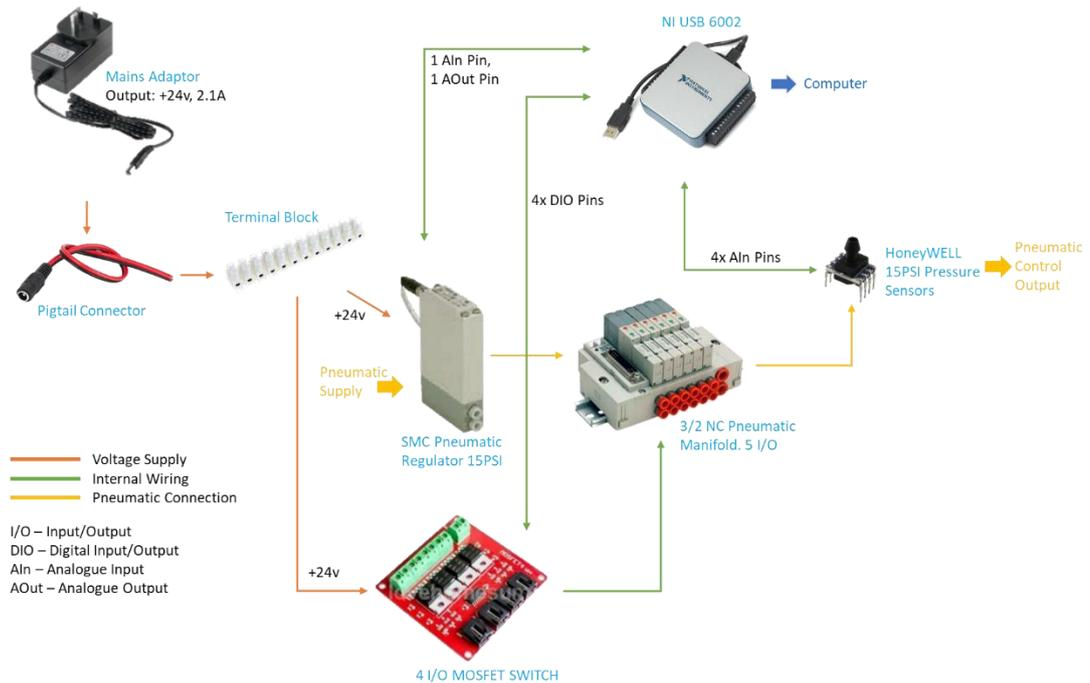 NI USB 6002
Mains Adaptor
Output: +24v, 2.1A
1 AIn Pin,
1 AOut Pin
NATIONAL
INSTRUMENTS
Computer
4x DIO Pins
Terminal Block
4x AIn Pins
HoneyWELL
15PSI Pressure
Sensors
Pneumatic
Control
Output
Pigtail Connector
+24v
Pneumatic
Supply
SMC Pneumatic
Regulator 15PSI
3/2 NC Pneumatic
Manifold. 5 I/O
Voltage Supply
Internal Wiring
Pneumatic Connection
I/O – Input/Output
DIO – Digital Input/Output
AIn – Analogue Input
AOut – Analogue Output
+24v
4 I/O MOSFET SWITCH